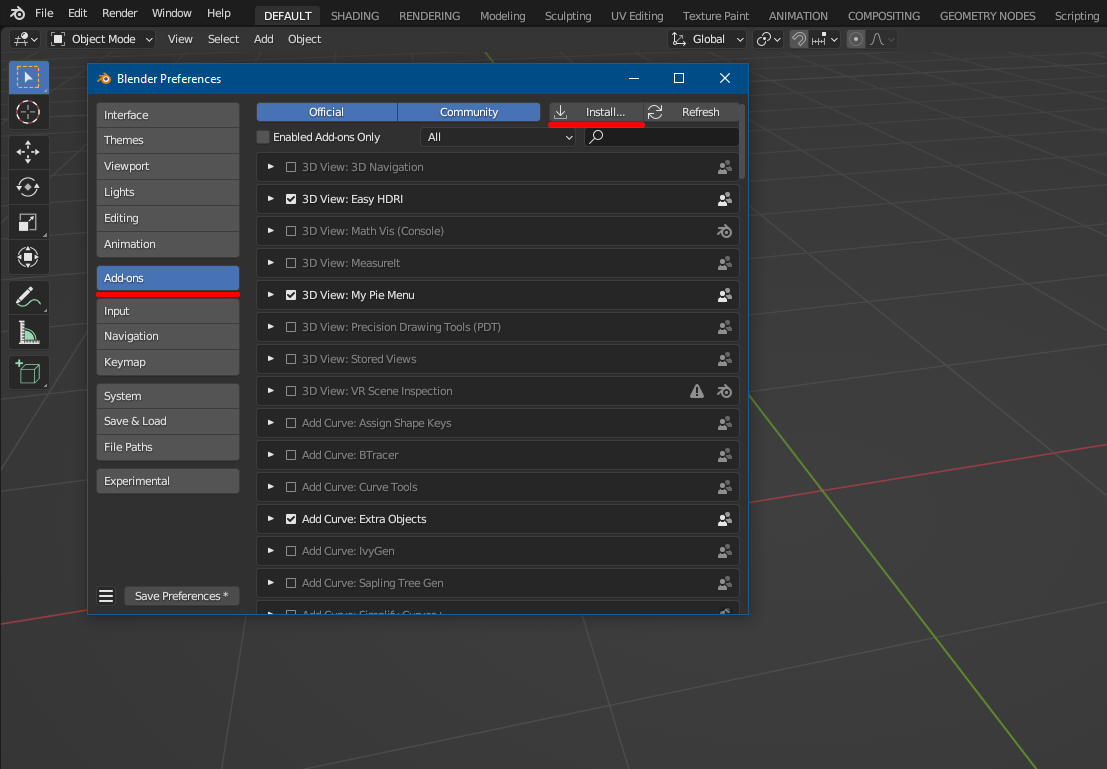 File Edit Render Window Help DEFAULT SHADING RENDERING Modeling Sculpting UV Editing Texture Paint ANIMATION COMPOSITING GEOMETRY NODES Scripting
Object Mode View Select Add Object Global
Blender Preferences
Interface
Themes
Viewport
Lights
Editing
Animation
Add-ons
Input
Navigation
Keymap
System
Save & Load
File Paths
Experimental
Save Preferences *
Official Community Install... Refresh
Enabled Add-ons Only All
3D View: 3D Navigation
3D View: Easy HDRI
3D View: Math Vis (Console)
3D View: MeasureIt
3D View: My Pie Menu
3D View: Precision Drawing Tools (PDT)
3D View: Stored Views
3D View: VR Scene Inspection
Add Curve: Assign Shape Keys
Add Curve: BTracer
Add Curve: Curve Tools
Add Curve: Extra Objects
Add Curve: IvyGen
Add Curve: Sapling Tree Gen
Add Curve: Simplify Curves